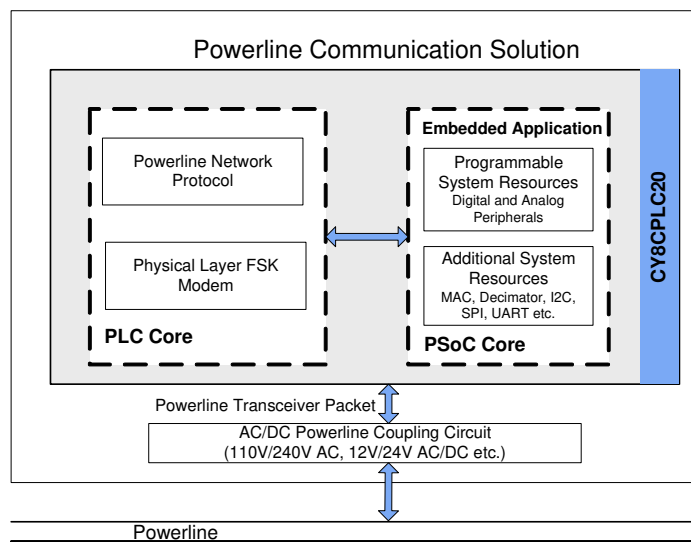 Powerline Communication Solution
Powerline Network
Protocol
Physical Layer FSK
Modem
PLC Core
Embedded Application
Programmable
System Resources
Digital and Analog
Peripherals
Additional System
Resources
MAC, Decimator, I2C,
SPI, UART etc.
PSoC Core
CY8CPLC20
Powerline Transceiver Packet
AC/DC Powerline Coupling Circuit
(110V/240V AC, 12V/24V AC/DC etc.)
Powerline